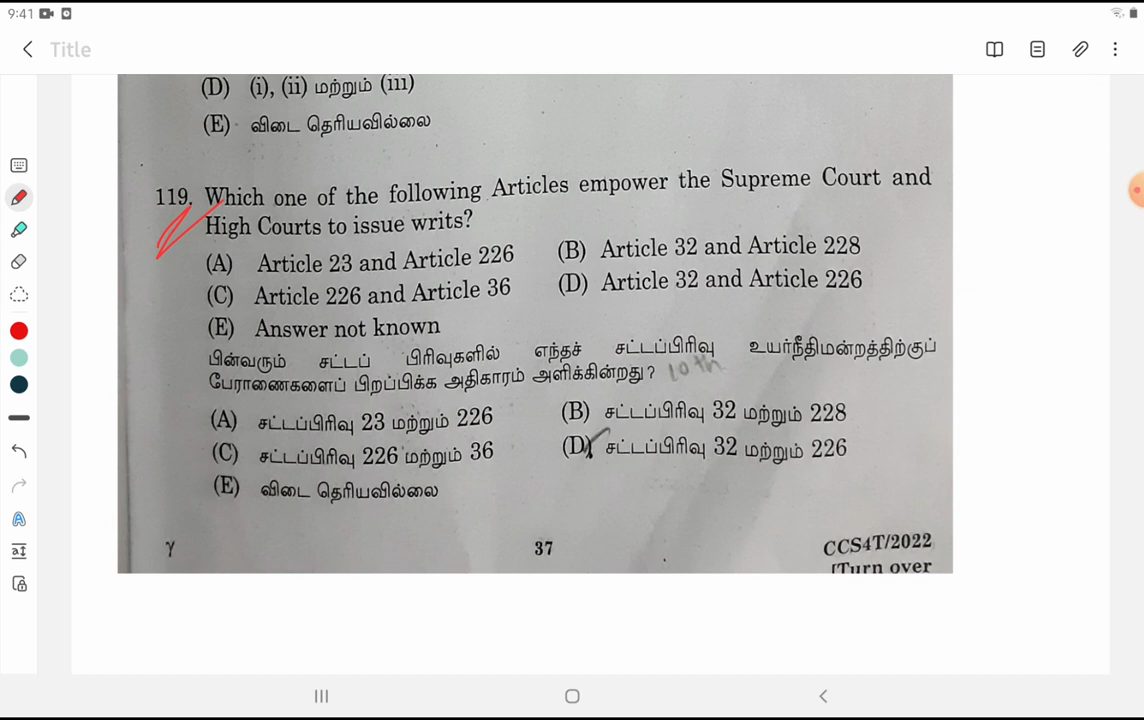 9:41
Title
(D) (i), (ii) மற்றும் (iii)
(E) விடை தெரியவில்லை
119. Which one of the following Articles empower the Supreme Court and
High Courts to issue writs?
(A) Article 23 and Article 226 (B) Article 32 and Article 228
(C) Article 226 and Article 36 (D) Article 32 and Article 226
(E) Answer not known
பின்வரும் சட்டப் பிரிவுகளில் எந்தச் சட்டப்பிரிவு உயர்நீதிமன்றத்திற்குப்
பேராணைகளைப் பிறப்பிக்க அதிகாரம் அளிக்கின்றது? 10th
(A) சட்டப்பிரிவு 23 மற்றும் 226 (B) சட்டப்பிரிவு 32 மற்றும் 228
(C) சட்டப்பிரிவு 226 மற்றும் 36 (D) சட்டப்பிரிவு 32 மற்றும் 226
(E) விடை தெரியவில்லை
γ 37 CCS4T/2022
[Turn over